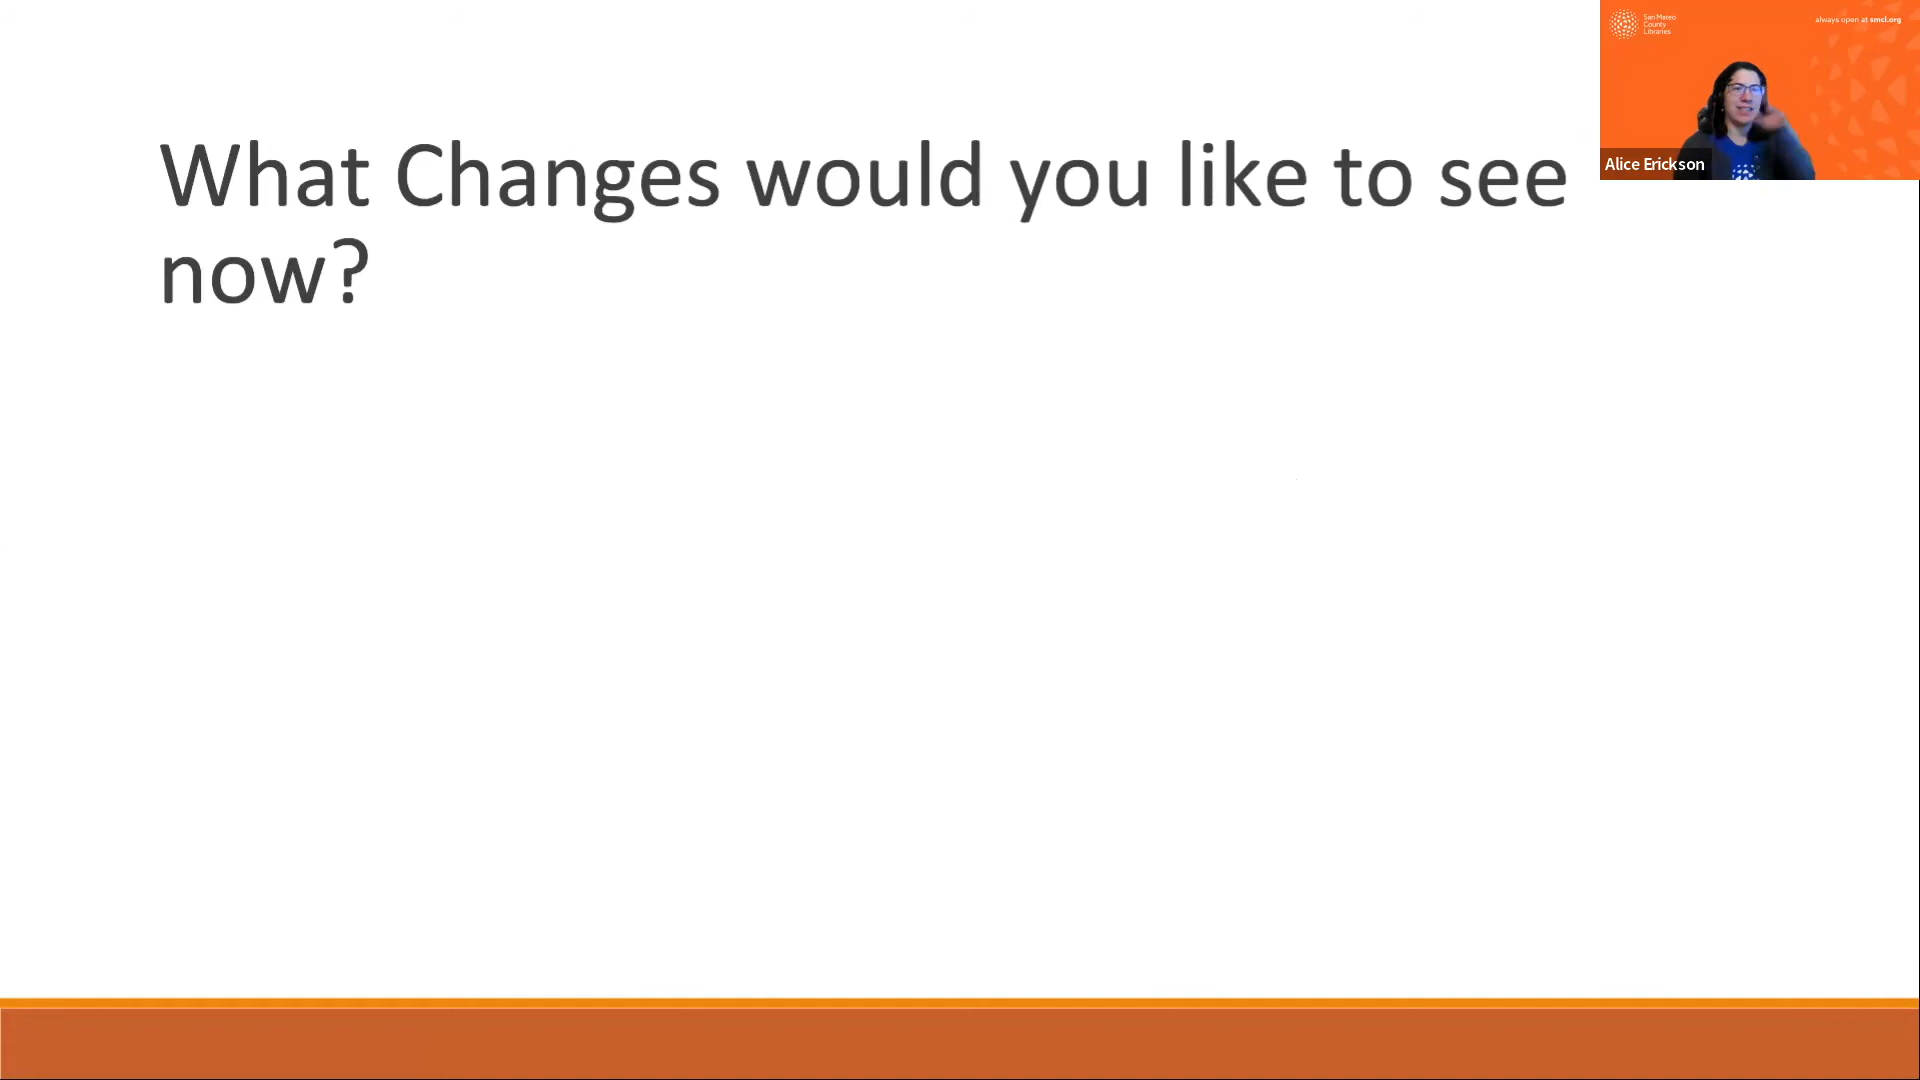 What Changes would you like to see
now?
San Mateo
County
Libraries
always open at smcl.org
Alice Erickson